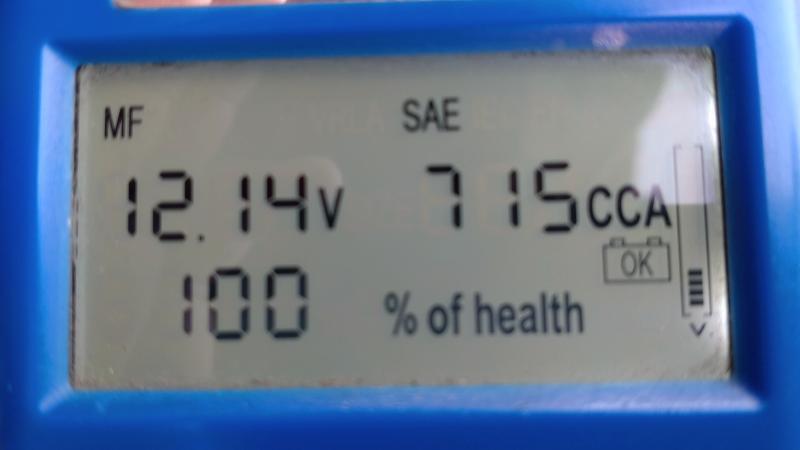 MF SAE
12.14V 715CCA
OK
100 % of health